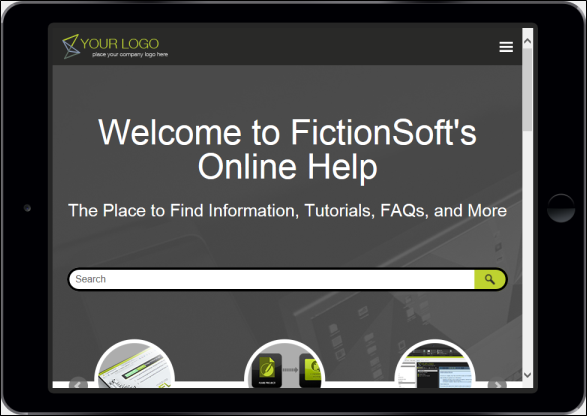 YOUR LOGO
place your company logo here
Welcome to FictionSoft's
Online Help
The Place to Find Information, Tutorials, FAQs, and More
Search